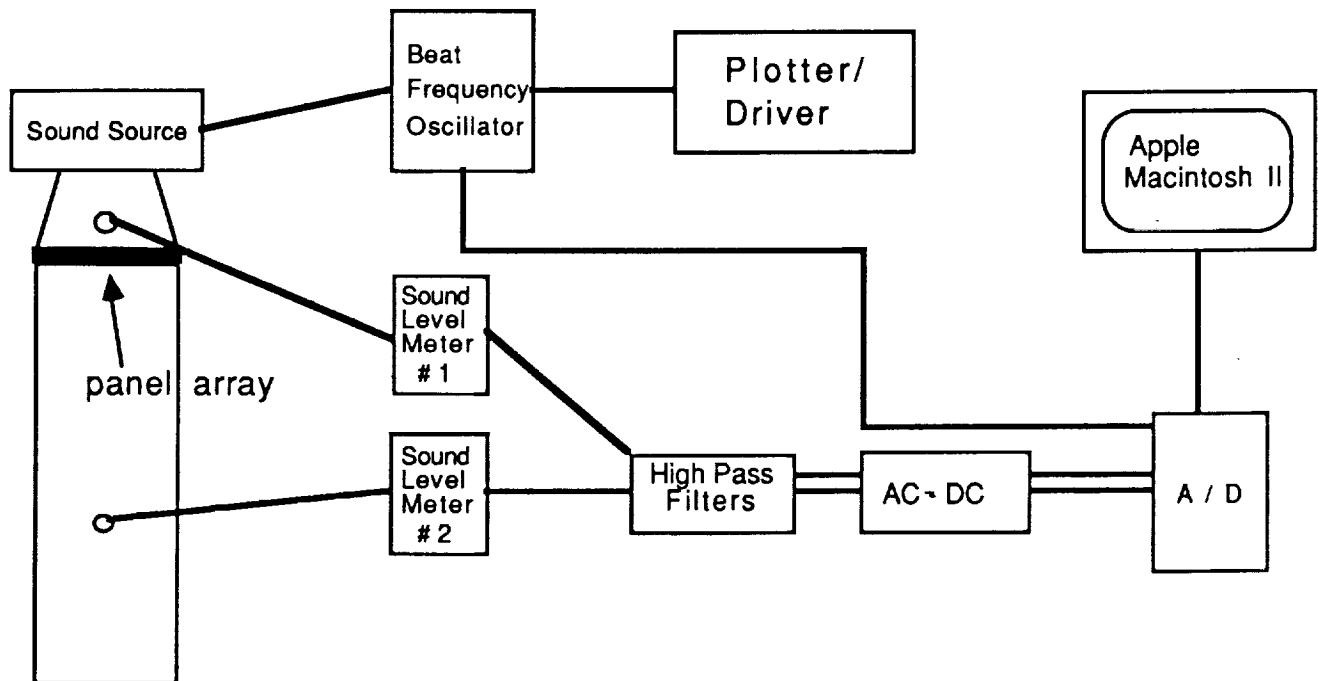 Beat
Frequency
Oscillator
Plotter/
Driver
Sound Source
Apple
Macintosh II
Sound
Level
Meter
#1
panel array
Sound
Level
Meter
#2
High Pass
Filters
AC - DC
A / D